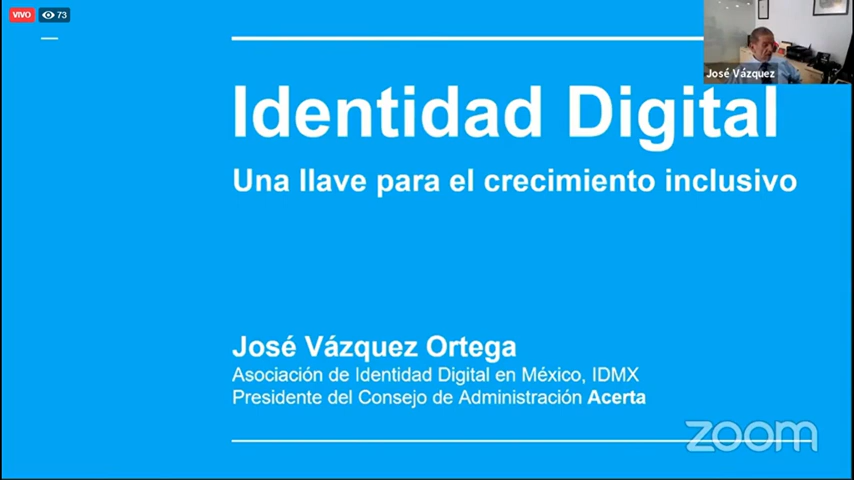 VIVO 73
José Vázquez
Identidad Digital
Una llave para el crecimiento inclusivo
José Vázquez Ortega
Asociación de Identidad Digital en México, IDMX
Presidente del Consejo de Administración Acerta
zoom